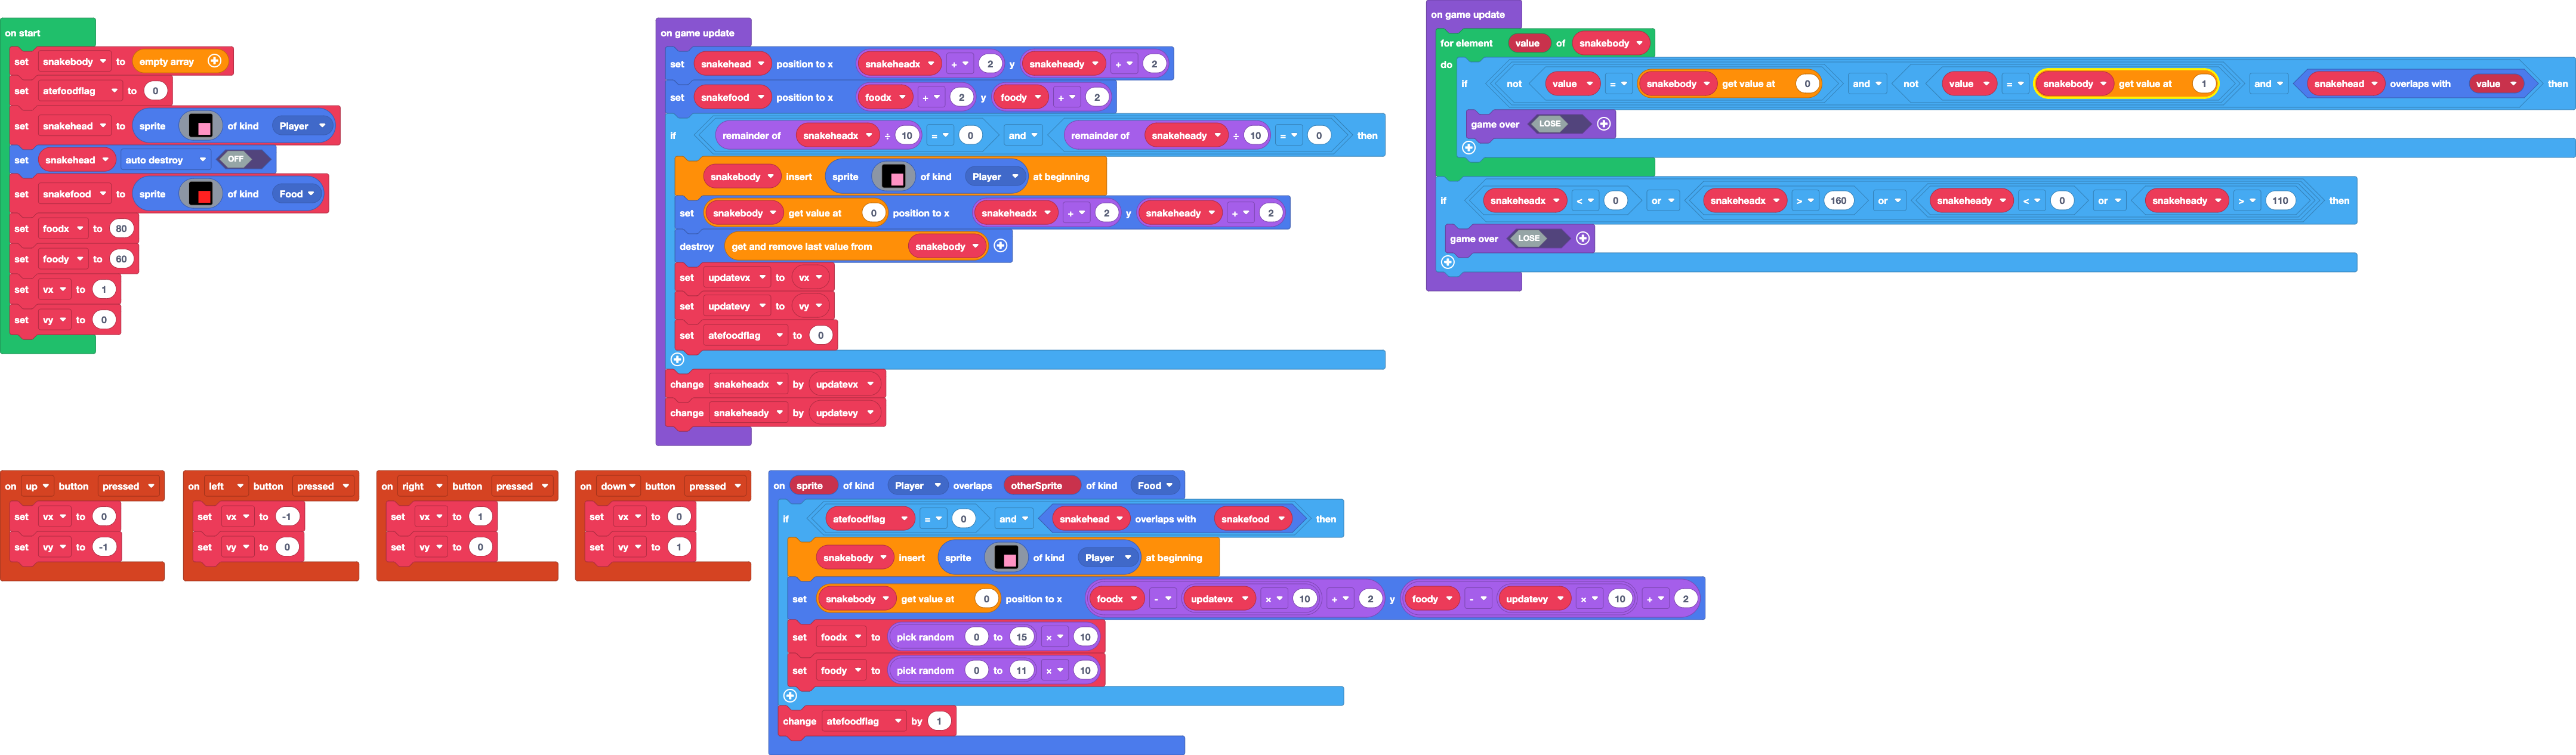 on start
set snakebody to empty array
set atefoodflag to 0
set snakehead to sprite of kind Player
set snakehead auto destroy OFF
set snakefood to sprite of kind Food
set foodx to 80
set foody to 60
set vx to 1
set vy to 0
on game update
set snakehead position to x snakeheadx + 2 y snakeheady + 2
set snakefood position to x foodx + 2 y foody + 2
if remainder of snakeheadx ÷ 10 = 0 and remainder of snakeheady ÷ 10 = 0 then
snakebody insert sprite of kind Player at beginning
set snakebody get value at 0 position to x snakeheadx + 2 y snakeheady + 2
destroy get and remove last value from snakebody
set updatevx to vx
set updatevy to vy
set atefoodflag to 0
change snakeheadx by updatevx
change snakeheady by updatevy
on game update
for element value of snakebody
do
if not value = snakebody get value at 0 and not value = snakebody get value at 1 and snakehead overlaps with value then
game over LOSE
if snakeheadx < 0 or snakeheadx > 160 or snakeheady < 0 or snakeheady > 110 then
game over LOSE
on up button pressed
set vx to 0
set vy to -1
on left button pressed
set vx to -1
set vy to 0
on right button pressed
set vx to 1
set vy to 0
on down button pressed
set vx to 0
set vy to 1
on sprite of kind Player overlaps otherSprite of kind Food
if atefoodflag = 0 and snakehead overlaps with snakefood then
snakebody insert sprite of kind Player at beginning
set snakebody get value at 0 position to x foodx - updatevx × 10 + 2 y foody - updatevy × 10 + 2
set foodx to pick random 0 to 15 × 10
set foody to pick random 0 to 11 × 10
change atefoodflag by 1